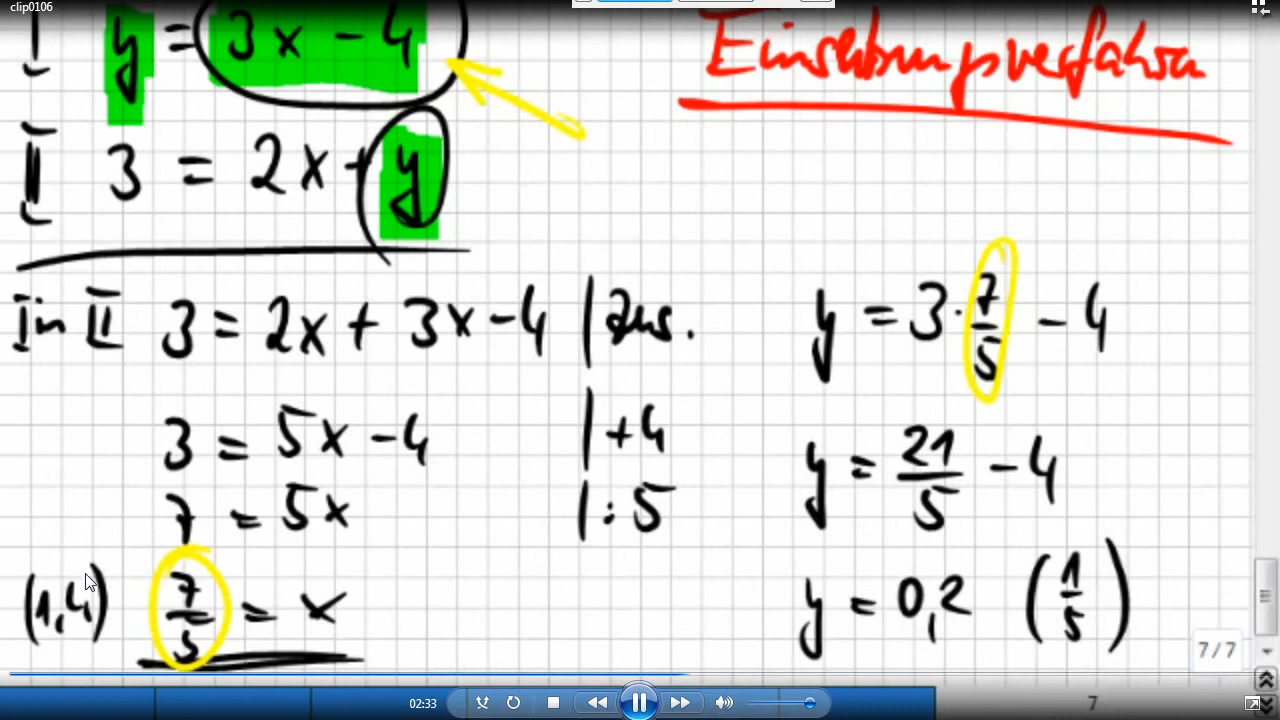 clip0106
I y = 3x - 4
Einsetzungsverfahren
II 3 = 2x + y
I in II 3 = 2x + 3x - 4 | zus.
3 = 5x - 4 | +4
7 = 5x | : 5
(1,4) 7/5 = x
y = 3 · 7/5 - 4
y = 21/5 - 4
y = 0,2 (1/5)
7 / 7
02:33
7